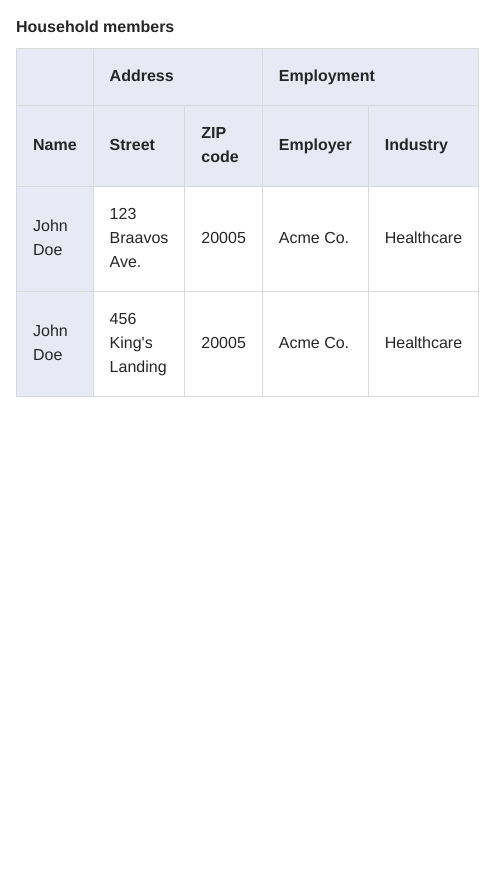 Household members
Address Employment
Name Street ZIP code Employer Industry
John Doe 123 Braavos Ave. 20005 Acme Co. Healthcare
John Doe 456 King's Landing 20005 Acme Co. Healthcare